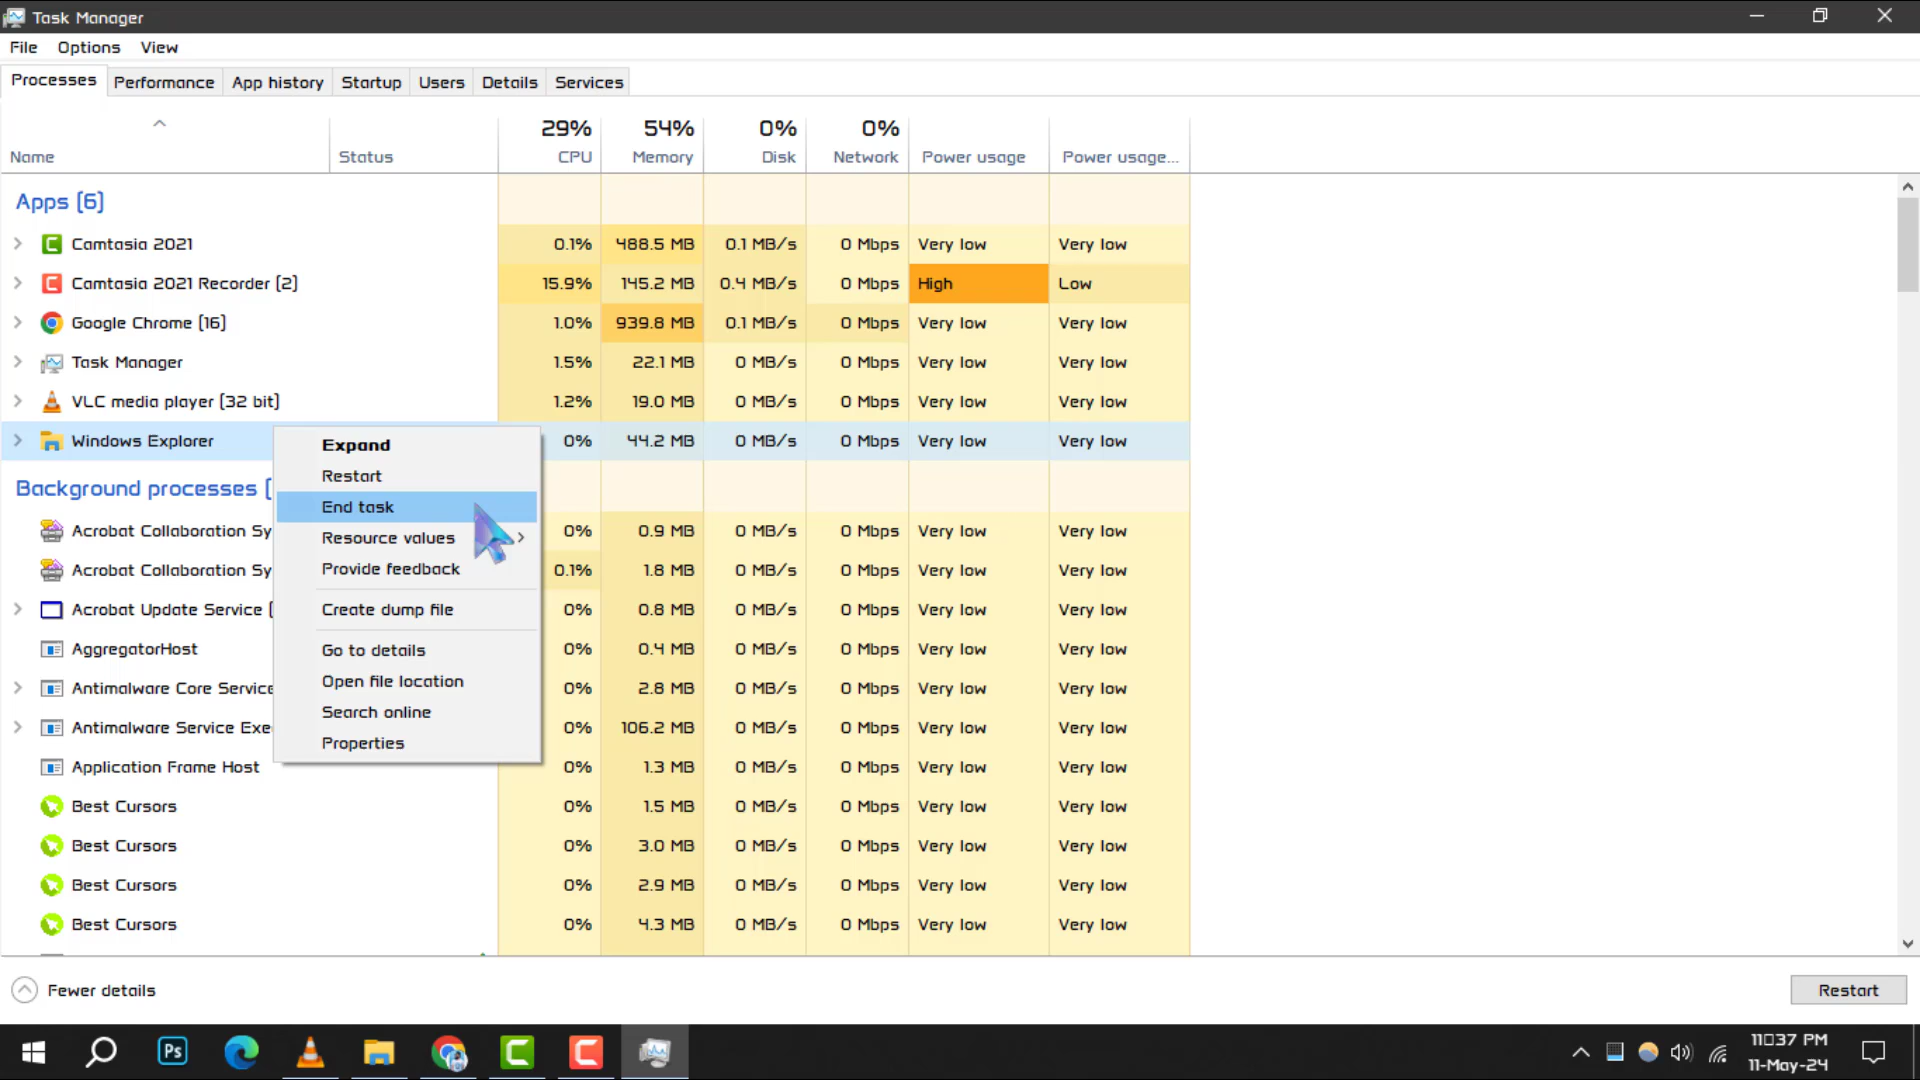 Task Manager
File Options View
Processes Performance App history Startup Users Details Services
29% 54% 0% 0%
Name Status CPU Memory Disk Network Power usage Power usage...
Apps (6)
Camtasia 2021 0.1% 488.5 MB 0.1 MB/s 0 Mbps Very low Very low
Camtasia 2021 Recorder (2) 15.9% 145.2 MB 0.4 MB/s 0 Mbps High Low
Google Chrome (16) 1.0% 939.8 MB 0.1 MB/s 0 Mbps Very low Very low
Task Manager 1.5% 22.1 MB 0 MB/s 0 Mbps Very low Very low
VLC media player (32 bit) 1.2% 19.0 MB 0 MB/s 0 Mbps Very low Very low
Windows Explorer 0% 44.2 MB 0 MB/s 0 Mbps Very low Very low
Expand
Restart
End task
Resource values
Provide feedback
Create dump file
Go to details
Open file location
Search online
Properties
Background processes (
Acrobat Collaboration Sy 0% 0.9 MB 0 MB/s 0 Mbps Very low Very low
Acrobat Collaboration Sy 0.1% 1.8 MB 0 MB/s 0 Mbps Very low Very low
Acrobat Update Service ( 0% 0.8 MB 0 MB/s 0 Mbps Very low Very low
AggregatorHost 0% 0.4 MB 0 MB/s 0 Mbps Very low Very low
Antimalware Core Service 0% 2.8 MB 0 MB/s 0 Mbps Very low Very low
Antimalware Service Exe 0% 106.2 MB 0 MB/s 0 Mbps Very low Very low
Application Frame Host 0% 1.3 MB 0 MB/s 0 Mbps Very low Very low
Best Cursors 0% 1.5 MB 0 MB/s 0 Mbps Very low Very low
Best Cursors 0% 3.0 MB 0 MB/s 0 Mbps Very low Very low
Best Cursors 0% 2.9 MB 0 MB/s 0 Mbps Very low Very low
Best Cursors 0% 4.3 MB 0 MB/s 0 Mbps Very low Very low
Fewer details Restart
Ps
11□37 PM
11-May-24